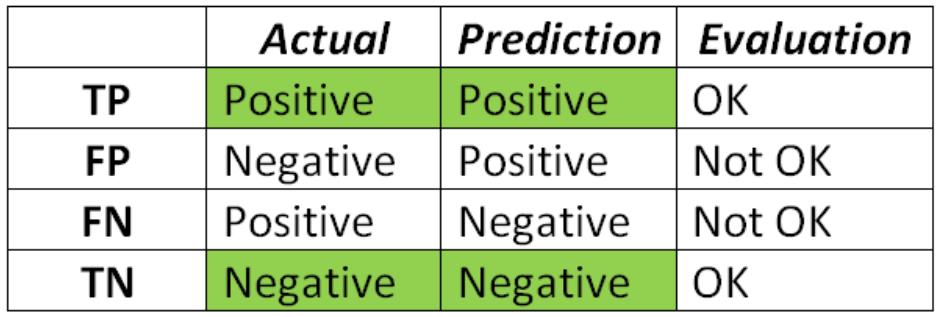 Actual Prediction Evaluation
TP Positive Positive OK
FP Negative Positive Not OK
FN Positive Negative Not OK
TN Negative Negative OK